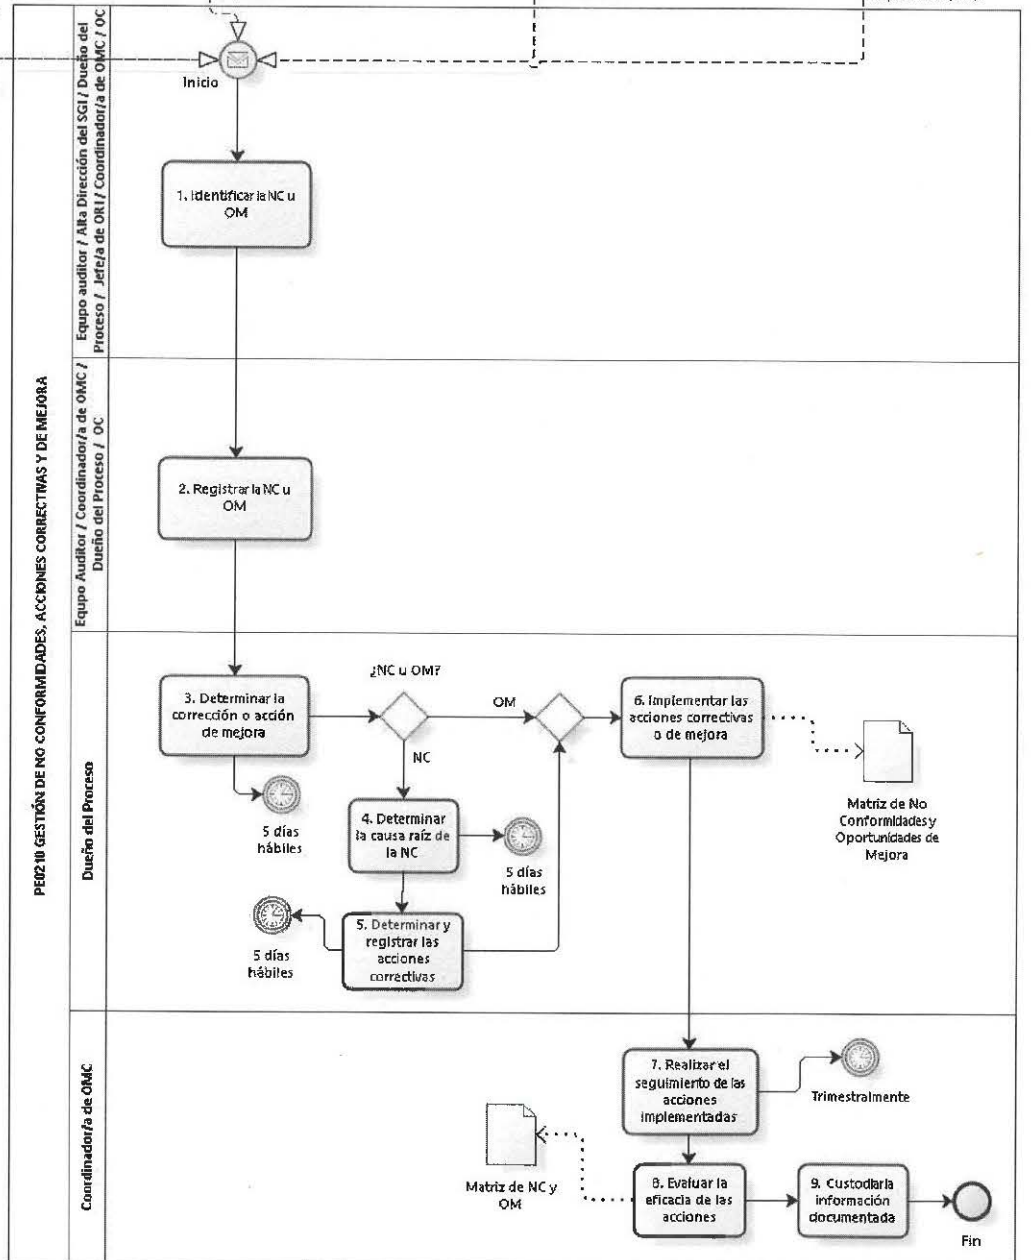 PE0210 GESTIÓN DE NO CONFORMIDADES, ACCIONES CORRECTIVAS Y DE MEJORA
Equpo auditor / Alta Dirección del SGI / Dueño del
Proceso / Jefe/a de ORI / Coordinador/a de OMC / OC
Inicio
1. Identificar la NC u
OM
Equpo Auditor / Coordinador/a de OMC /
Dueño del Proceso / OC
2. Registrar la NC u
OM
Dueño del Proceso
3. Determinar la
corrección o acción
de mejora
5 días
hábiles
¿NC u OM?
OM
NC
4. Determinar
la causa raíz de
la NC
5 días
hábiles
5. Determinar y
registrar las
acciones
correctivas
5 días
hábiles
6. Implementar las
acciones correctivas
o de mejora
Matriz de No
Conformidades y
Oportunidades de
Mejora
Coordinador/a de OMC
7. Realizar el
seguimiento de las
acciones
implementadas
Trimestralmente
Matriz de NC y
OM
8. Evaluar la
eficacia de las
acciones
9. Custodiar la
información
documentada
Fin